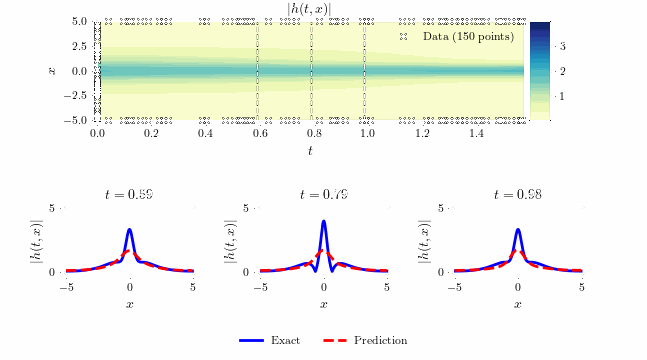 |h(t, x)|
5.0
2.5
0.0
−2.5
−5.0
x
Data (150 points)
3
2
1
0.0 0.2 0.4 0.6 0.8 1.0 1.2 1.4
t
t = 0.59 t = 0.79 t = 0.98
|h(t, x)| |h(t, x)| |h(t, x)|
5 5 5
0 0 0
−5 0 5 −5 0 5 −5 0 5
x x x
Exact Prediction